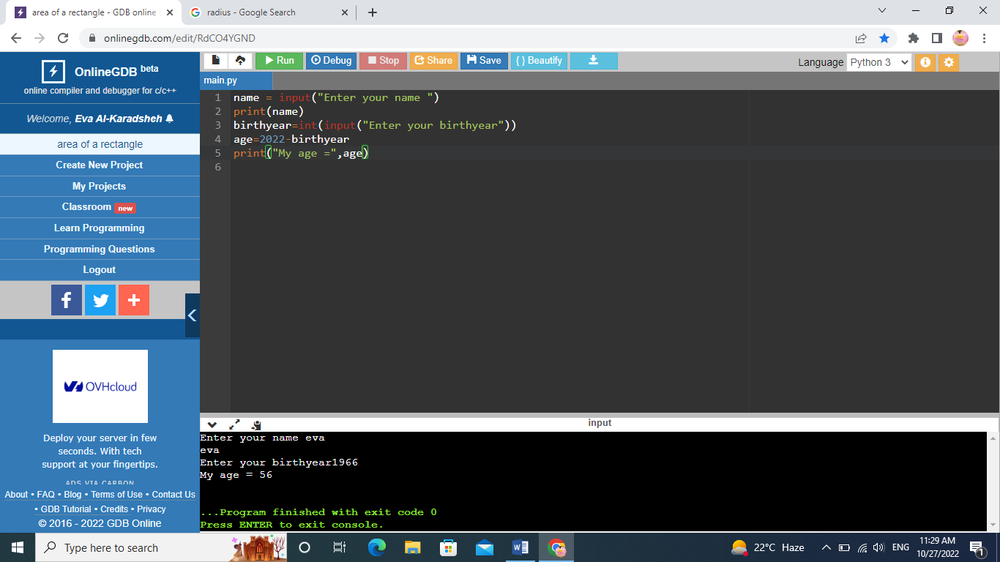 area of a rectangle - GDB online
radius - Google Search
onlinegdb.com/edit/RdCO4YGND
OnlineGDB beta
online compiler and debugger for c/c++
Welcome, Eva Al-Karadsheh
area of a rectangle
Create New Project
My Projects
Classroom new
Learn Programming
Programming Questions
Logout
OVHcloud
Deploy your server in few
seconds. With tech
support at your fingertips.
ADS VIA CARBON
About • FAQ • Blog • Terms of Use • Contact Us
• GDB Tutorial • Credits • Privacy
© 2016 - 2022 GDB Online
Run Debug Stop Share Save { } Beautify
Language Python 3
main.py
1 name = input("Enter your name ")
2 print(name)
3 birthyear=int(input("Enter your birthyear"))
4 age=2022-birthyear
5 print("My age =",age)
6
input
Enter your name eva
eva
Enter your birthyear1966
My age = 56
...Program finished with exit code 0
Press ENTER to exit console.
Type here to search
22°C Haze
ENG
11:29 AM
10/27/2022
1